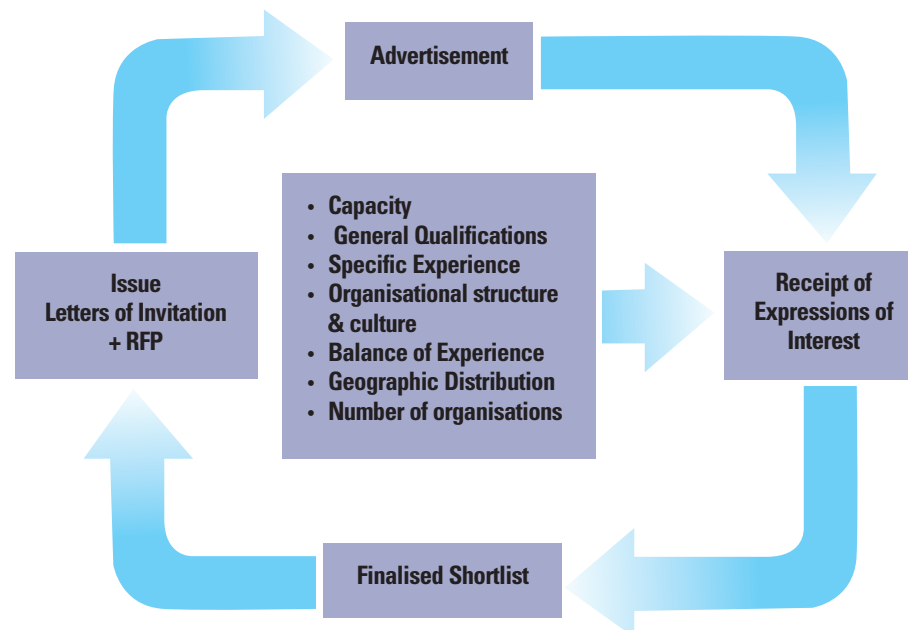 Advertisement
• Capacity
• General Qualifications
• Specific Experience
• Organisational structure
& culture
• Balance of Experience
• Geographic Distribution
• Number of organisations
Issue
Letters of Invitation
+ RFP
Receipt of
Expressions of
Interest
Finalised Shortlist